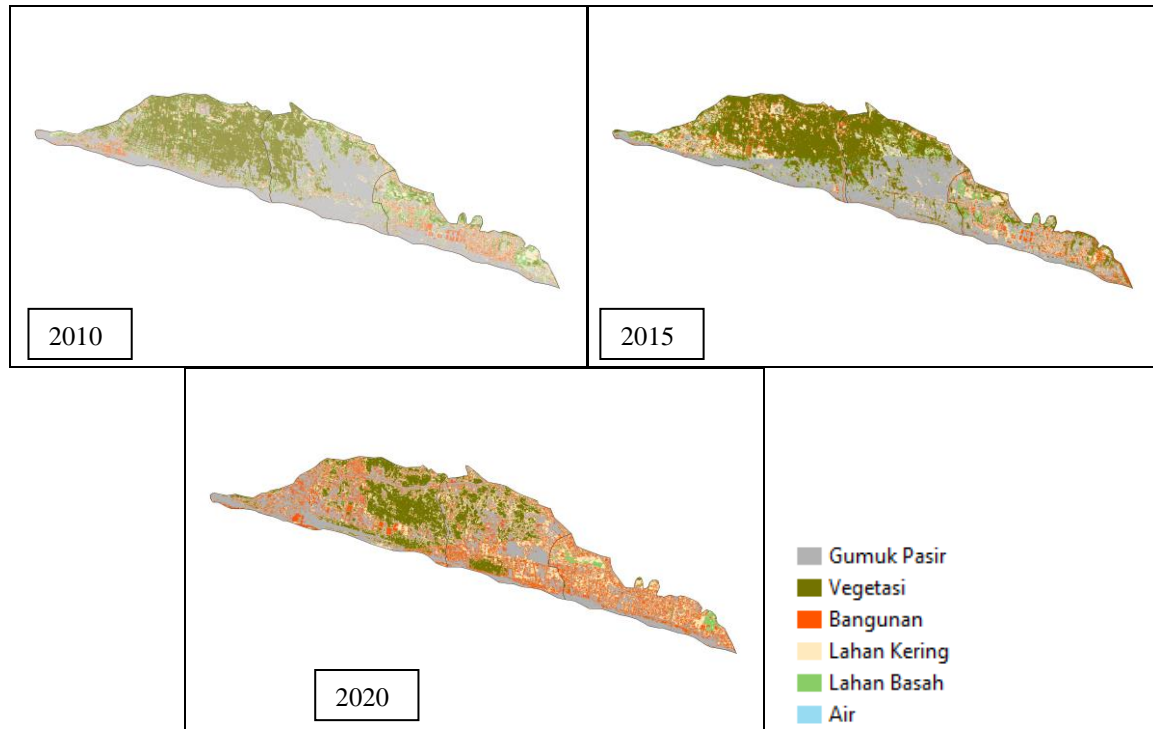 2010
2015
2020
Gumuk Pasir
Vegetasi
Bangunan
Lahan Kering
Lahan Basah
Air